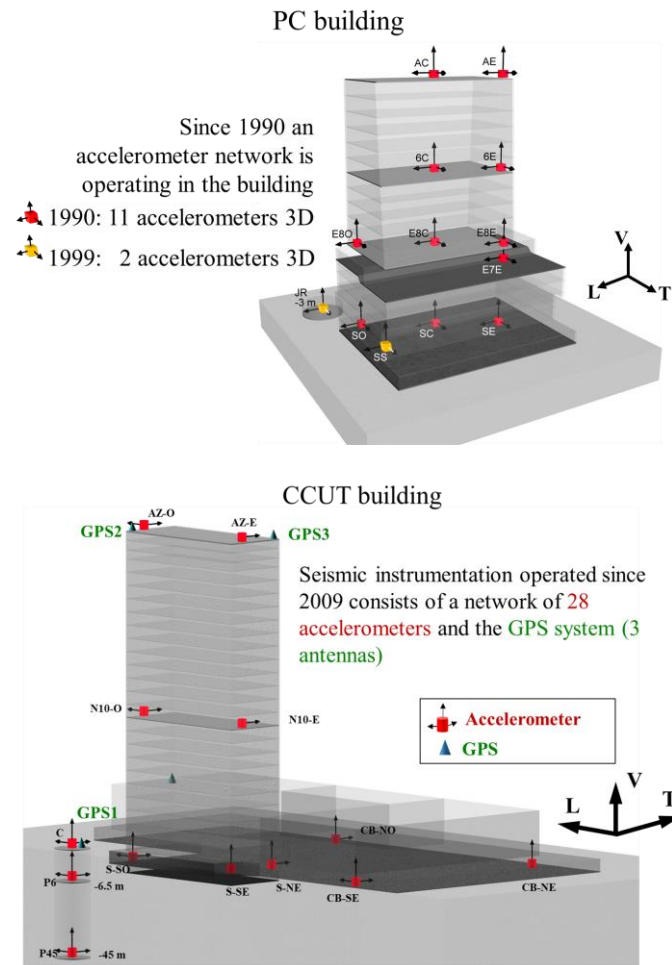 PC building
Since 1990 an
accelerometer network is
operating in the building
1990: 11 accelerometers 3D
1999: 2 accelerometers 3D
AC
AE
6C
6E
E8O
E8C
E8E
E7E
JR
-3 m
SO
SC
SE
SS
V
L
T
CCUT building
AZ-O
GPS2
AZ-E
GPS3
Seismic instrumentation operated since
2009 consists of a network of 28
accelerometers and the GPS system (3
antennas)
N10-O
N10-E
Accelerometer
GPS
V
L
T
GPS1
C
CB-NO
S-SO
S-SE
S-NE
CB-SE
CB-NE
P6
-6.5 m
P45
-45 m